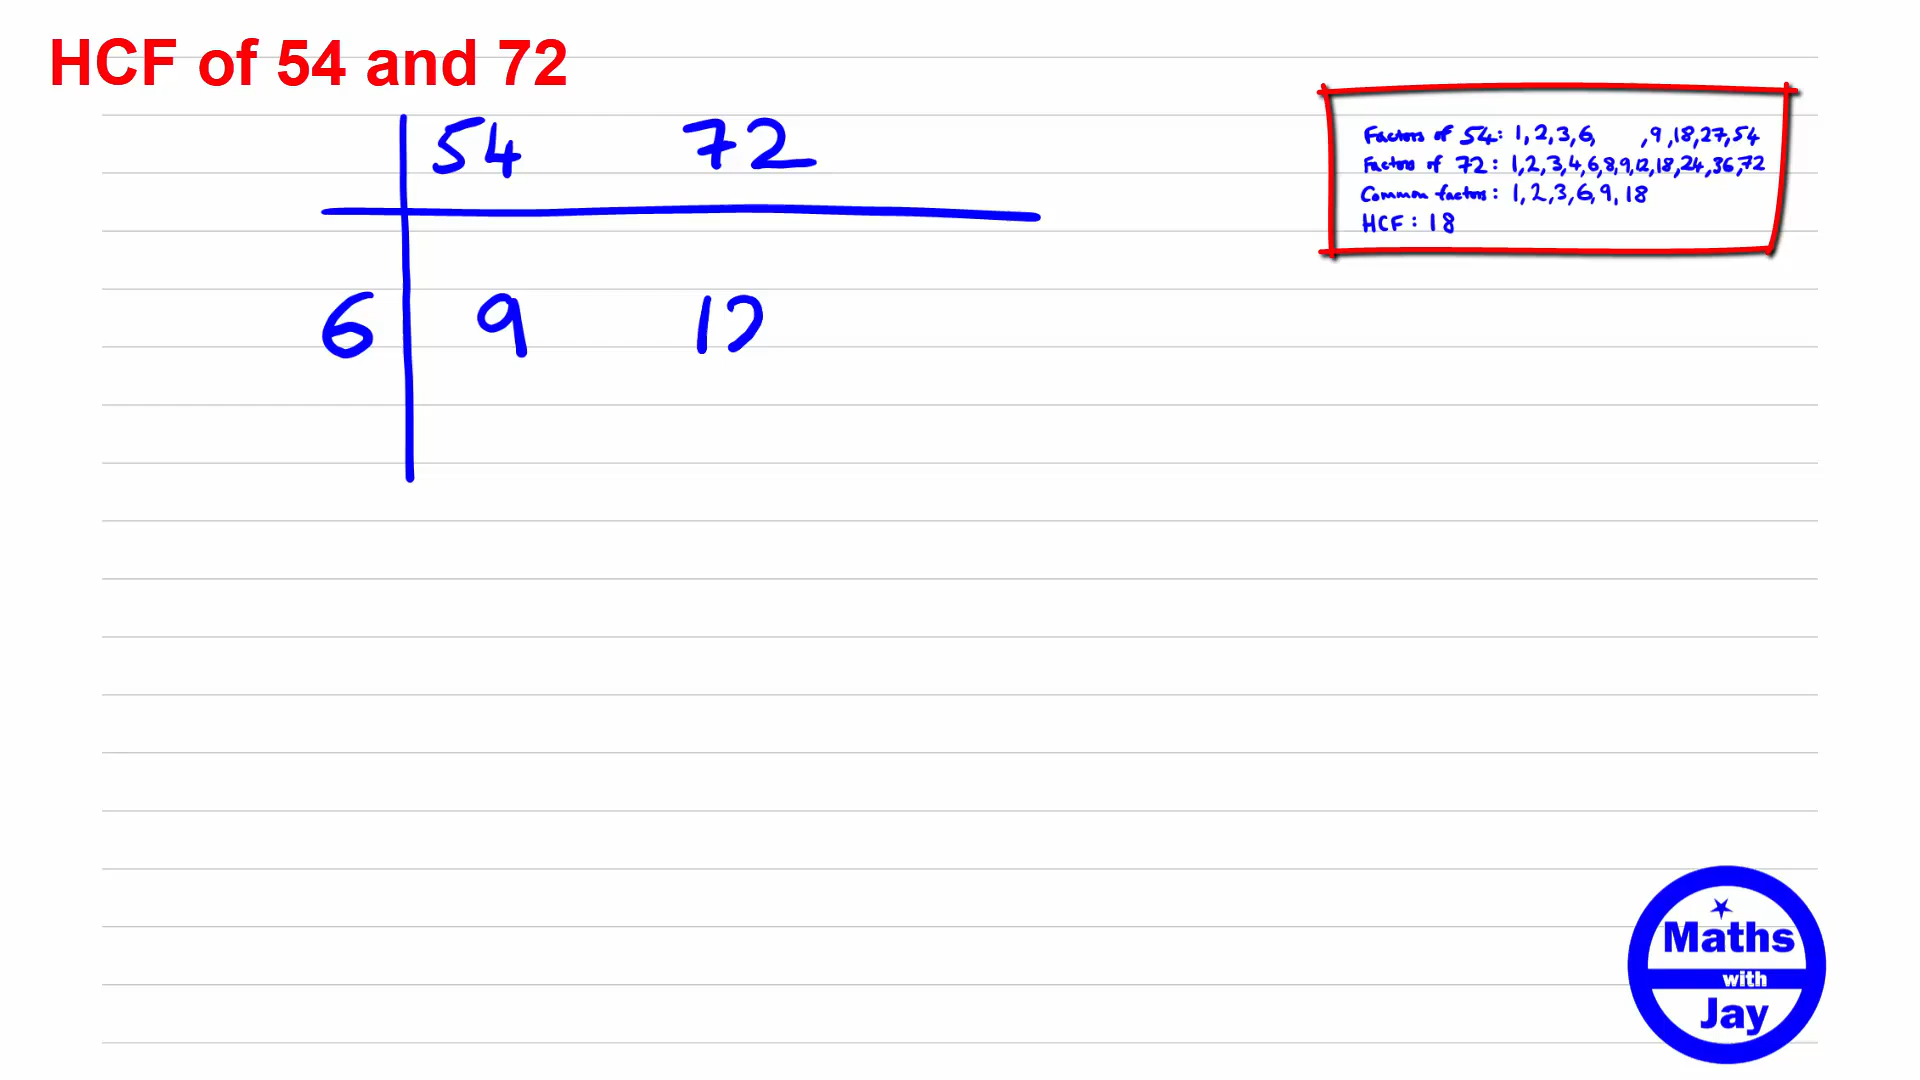 HCF of 54 and 72
54 72
6 9 12
Factors of 54: 1, 2, 3, 6, , 9, 18, 27, 54
Factors of 72: 1, 2, 3, 4, 6, 8, 9, 12, 18, 24, 36, 72
Common factors: 1, 2, 3, 6, 9, 18
HCF: 18
Maths
with
Jay